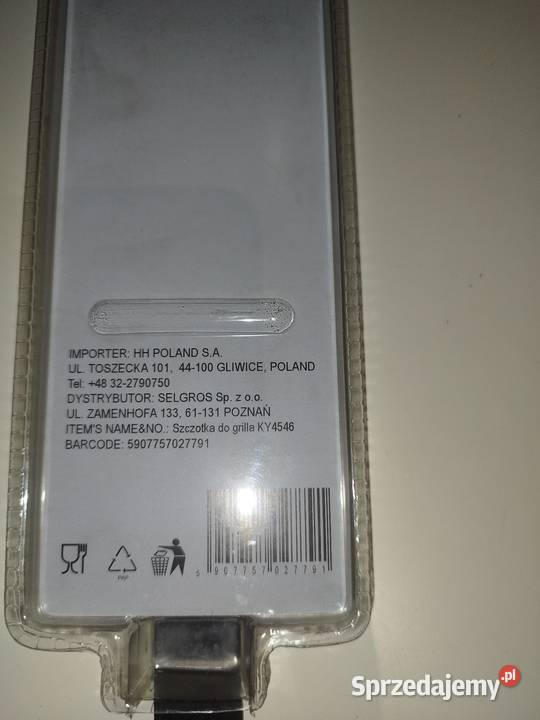 IMPORTER: HH POLAND S.A.
UL. TOSZECKA 101, 44-100 GLIWICE, POLAND
Tel: +48 32-2790750
DYSTRYBUTOR: SELGROS Sp. z o.o.
UL. ZAMENHOFA 133, 61-131 POZNAŃ
ITEM'S NAME&NO.: Szczotka do grilla KY4546
BARCODE: 5907757027791
PAP
5 907757 027791
Sprzedajemy.pl